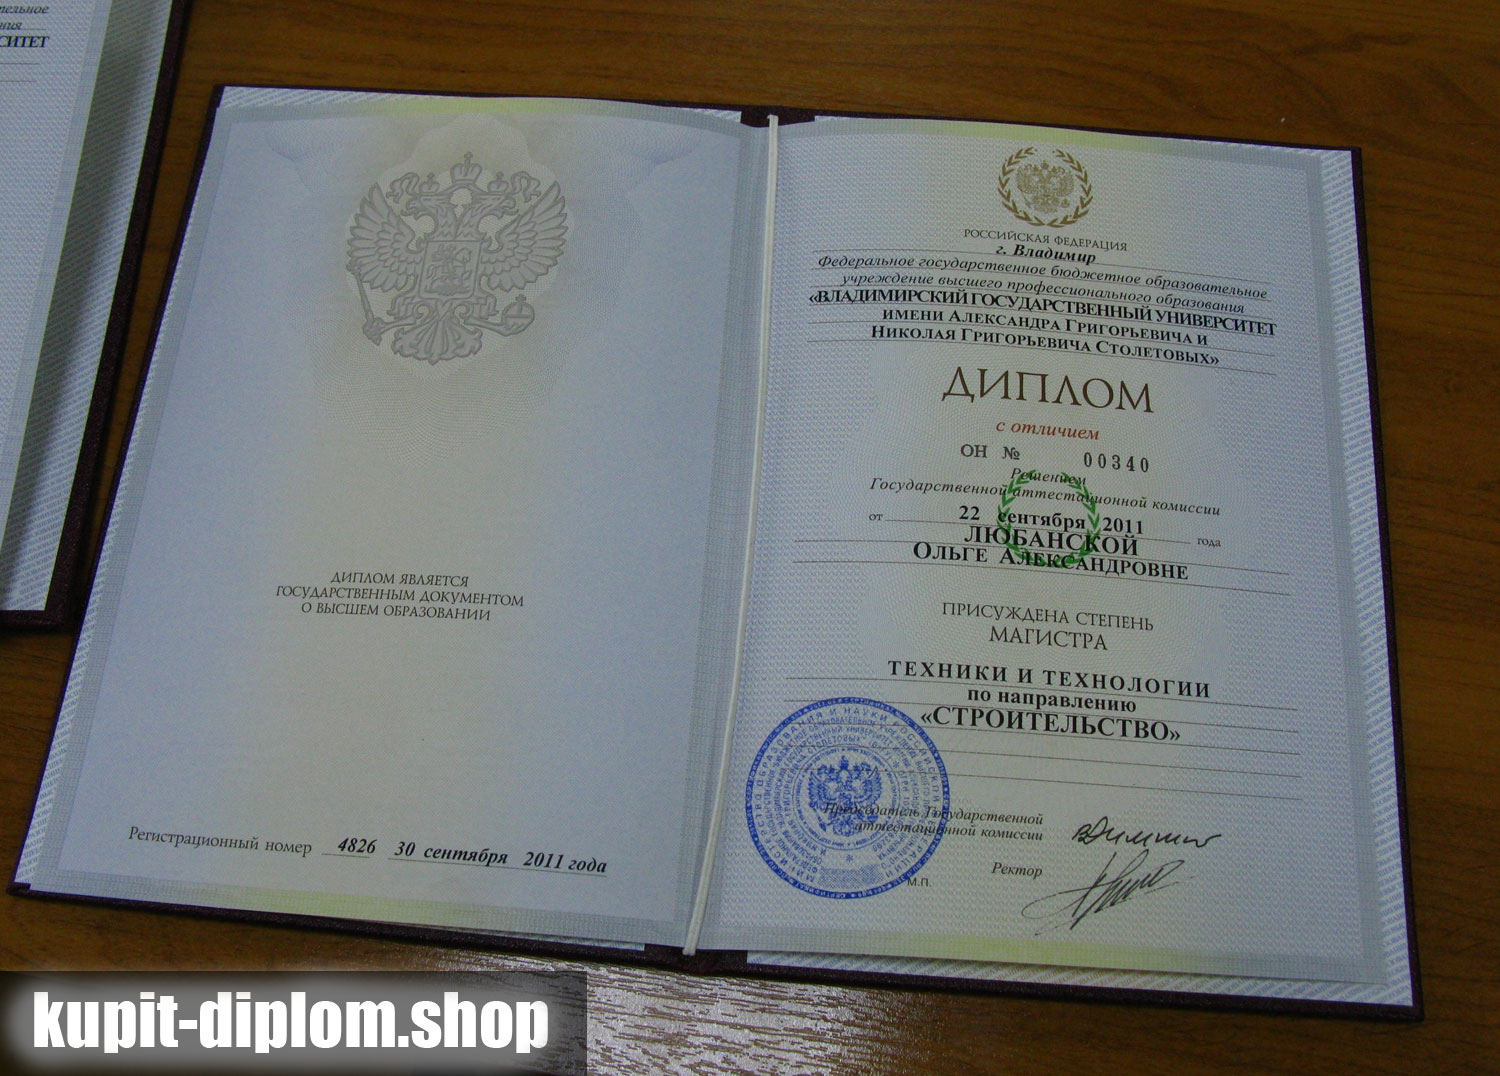 СИТЕТ
ДИПЛОМ ЯВЛЯЕТСЯ
ГОСУДАРСТВЕННЫМ ДОКУМЕНТОМ
О ВЫСШЕМ ОБРАЗОВАНИИ
Регистрационный номер 4826 30 сентября 2011 года
РОССИЙСКАЯ ФЕДЕРАЦИЯ
г. Владимир
Федеральное государственное бюджетное образовательное
учреждение высшего профессионального образования
«ВЛАДИМИРСКИЙ ГОСУДАРСТВЕННЫЙ УНИВЕРСИТЕТ
ИМЕНИ АЛЕКСАНДРА ГРИГОРЬЕВИЧА И
НИКОЛАЯ ГРИГОРЬЕВИЧА СТОЛЕТОВЫХ»
ДИПЛОМ
с отличием
ОН № 00340
Решением
Государственной аттестационной комиссии
от 22 сентября 2011 года
ЛЮБАНСКОЙ
ОЛЬГЕ АЛЕКСАНДРОВНЕ
ПРИСУЖДЕНА СТЕПЕНЬ
МАГИСТРА
ТЕХНИКИ И ТЕХНОЛОГИИ
по направлению
«СТРОИТЕЛЬСТВО»
Председатель Государственной
аттестационной комиссии
Ректор
М.П.
kupit-diplom.shop